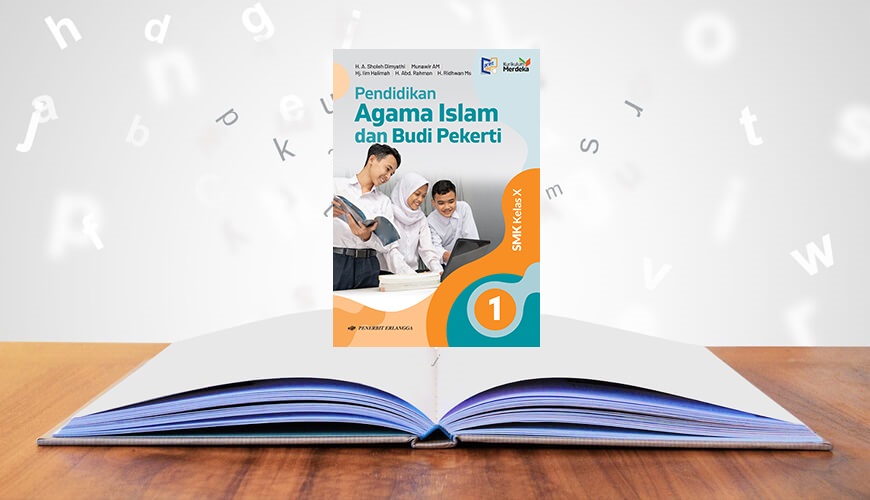 H. A. Sholeh Dimyathi | Munawir AM
Hj. Iim Halimah | H. Abd. Rahman | H. Ridhwan Ms
Kurikulum
Merdeka
Pendidikan
Agama Islam
dan Budi Pekerti
SMK Kelas X
1
PENERBIT ERLANGGA